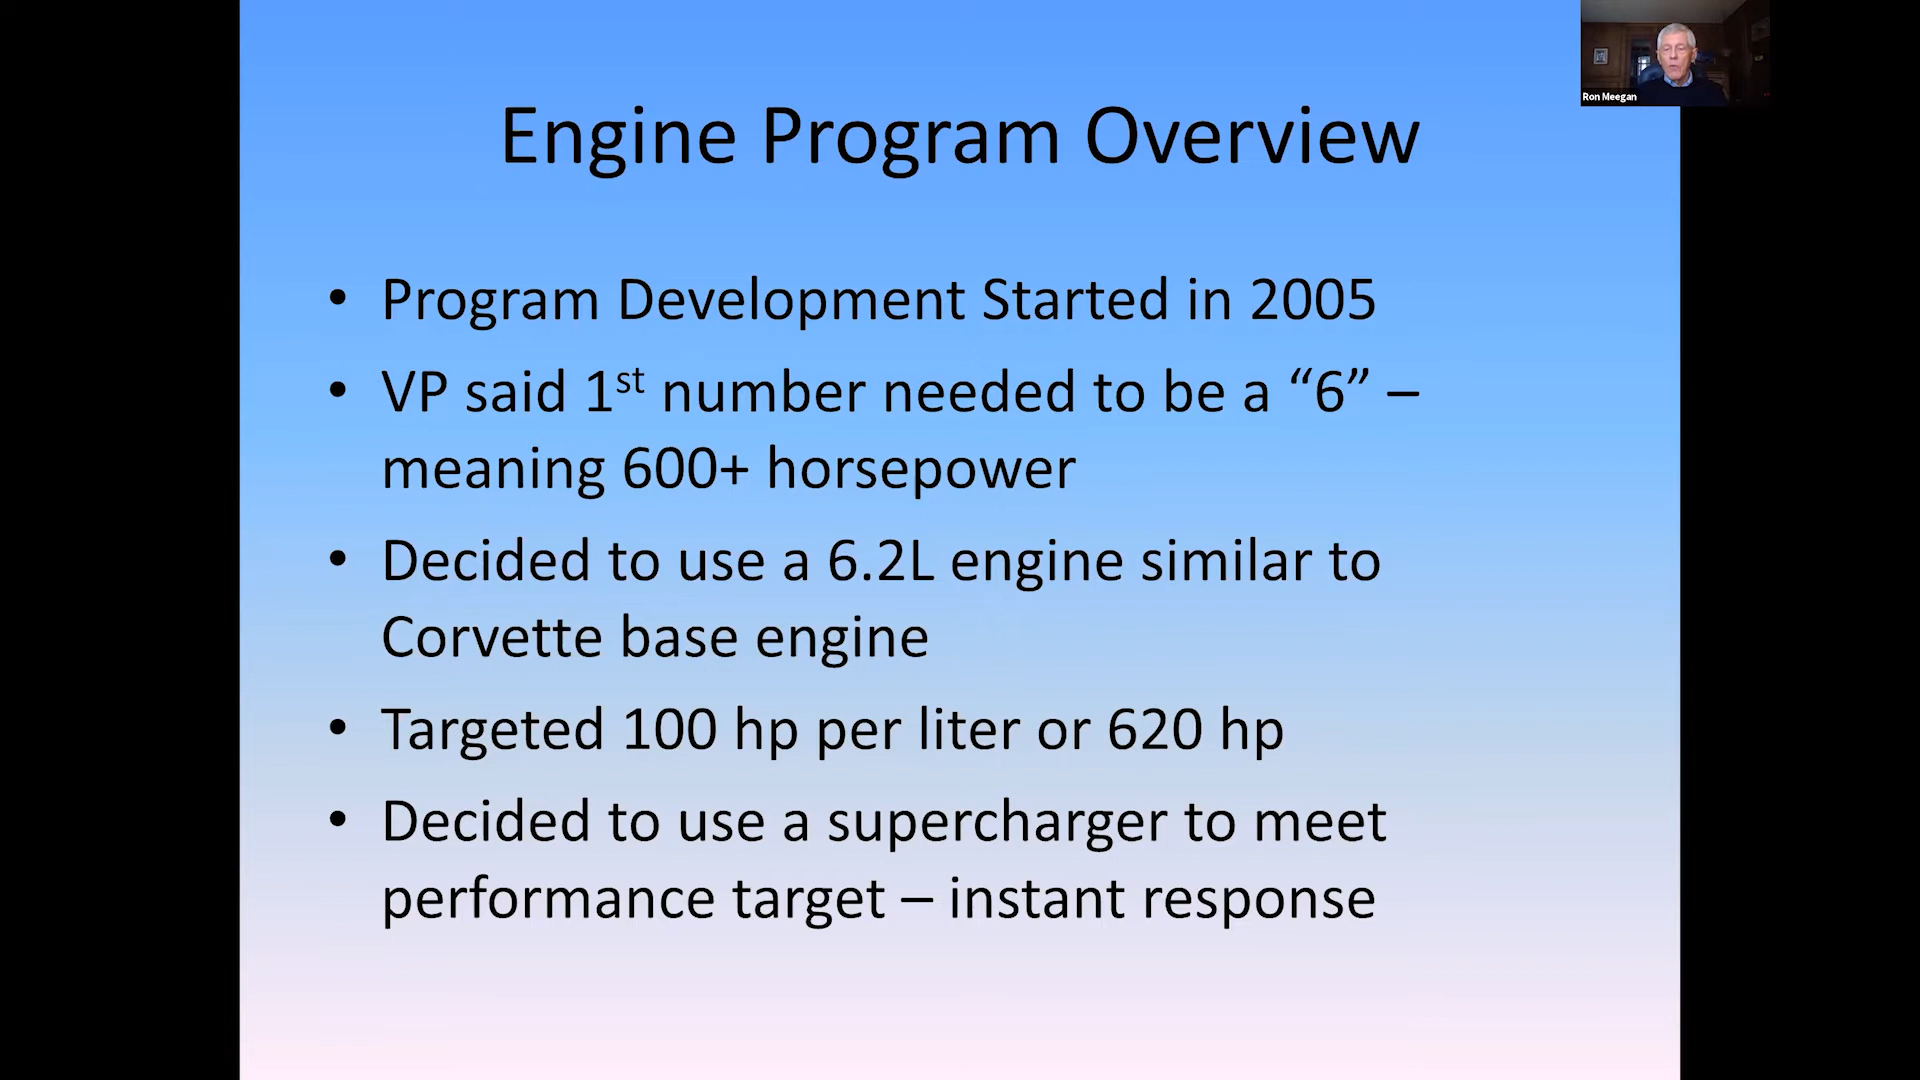 Ron Meegan
Engine Program Overview
• Program Development Started in 2005
• VP said 1st number needed to be a “6” –
meaning 600+ horsepower
• Decided to use a 6.2L engine similar to
Corvette base engine
• Targeted 100 hp per liter or 620 hp
• Decided to use a supercharger to meet
performance target – instant response